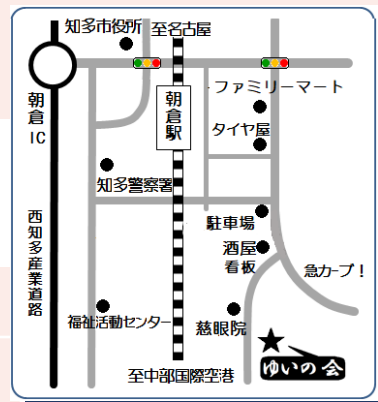 知多市役所
至名古屋
朝倉IC
朝倉駅
ファミリーマート
タイヤ屋
知多警察署
駐車場
酒屋
看板
急カーブ！
西知多産業道路
福祉活動センター
慈眼院
ゆいの会
至中部国際空港